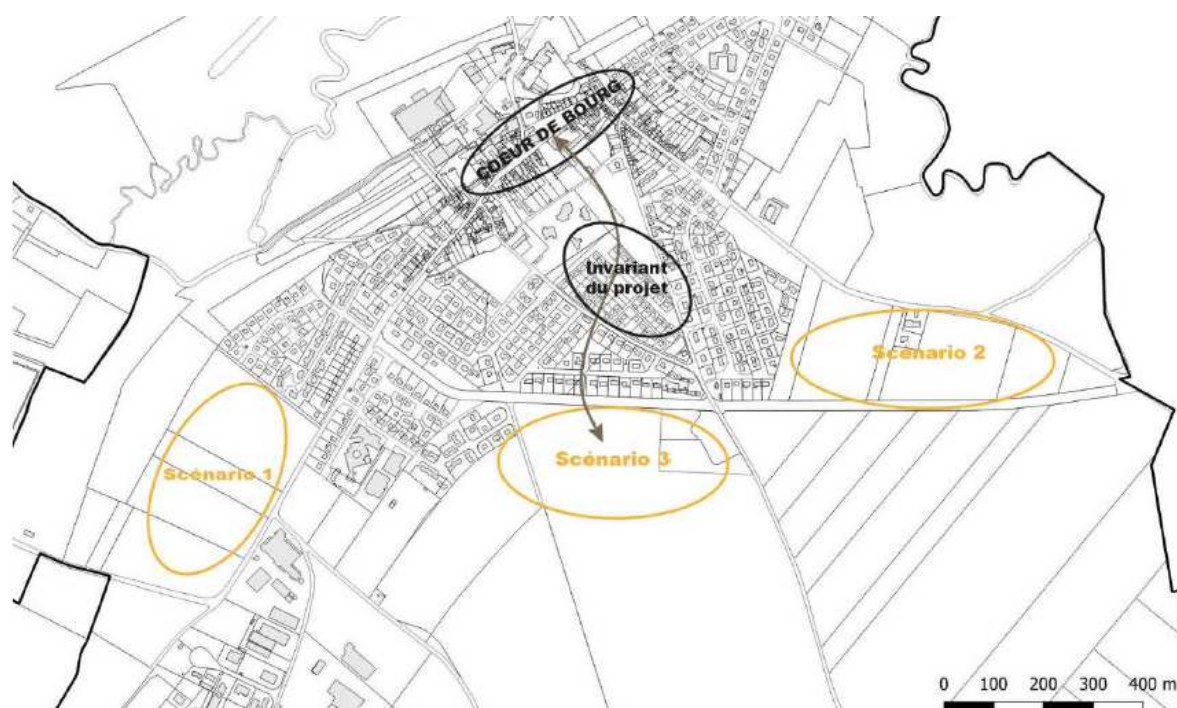 COEUR DE BOURG
Invariant
du projet
Scénario 2
Scénario 3
Scénario 1
0 100 200 300 400 m